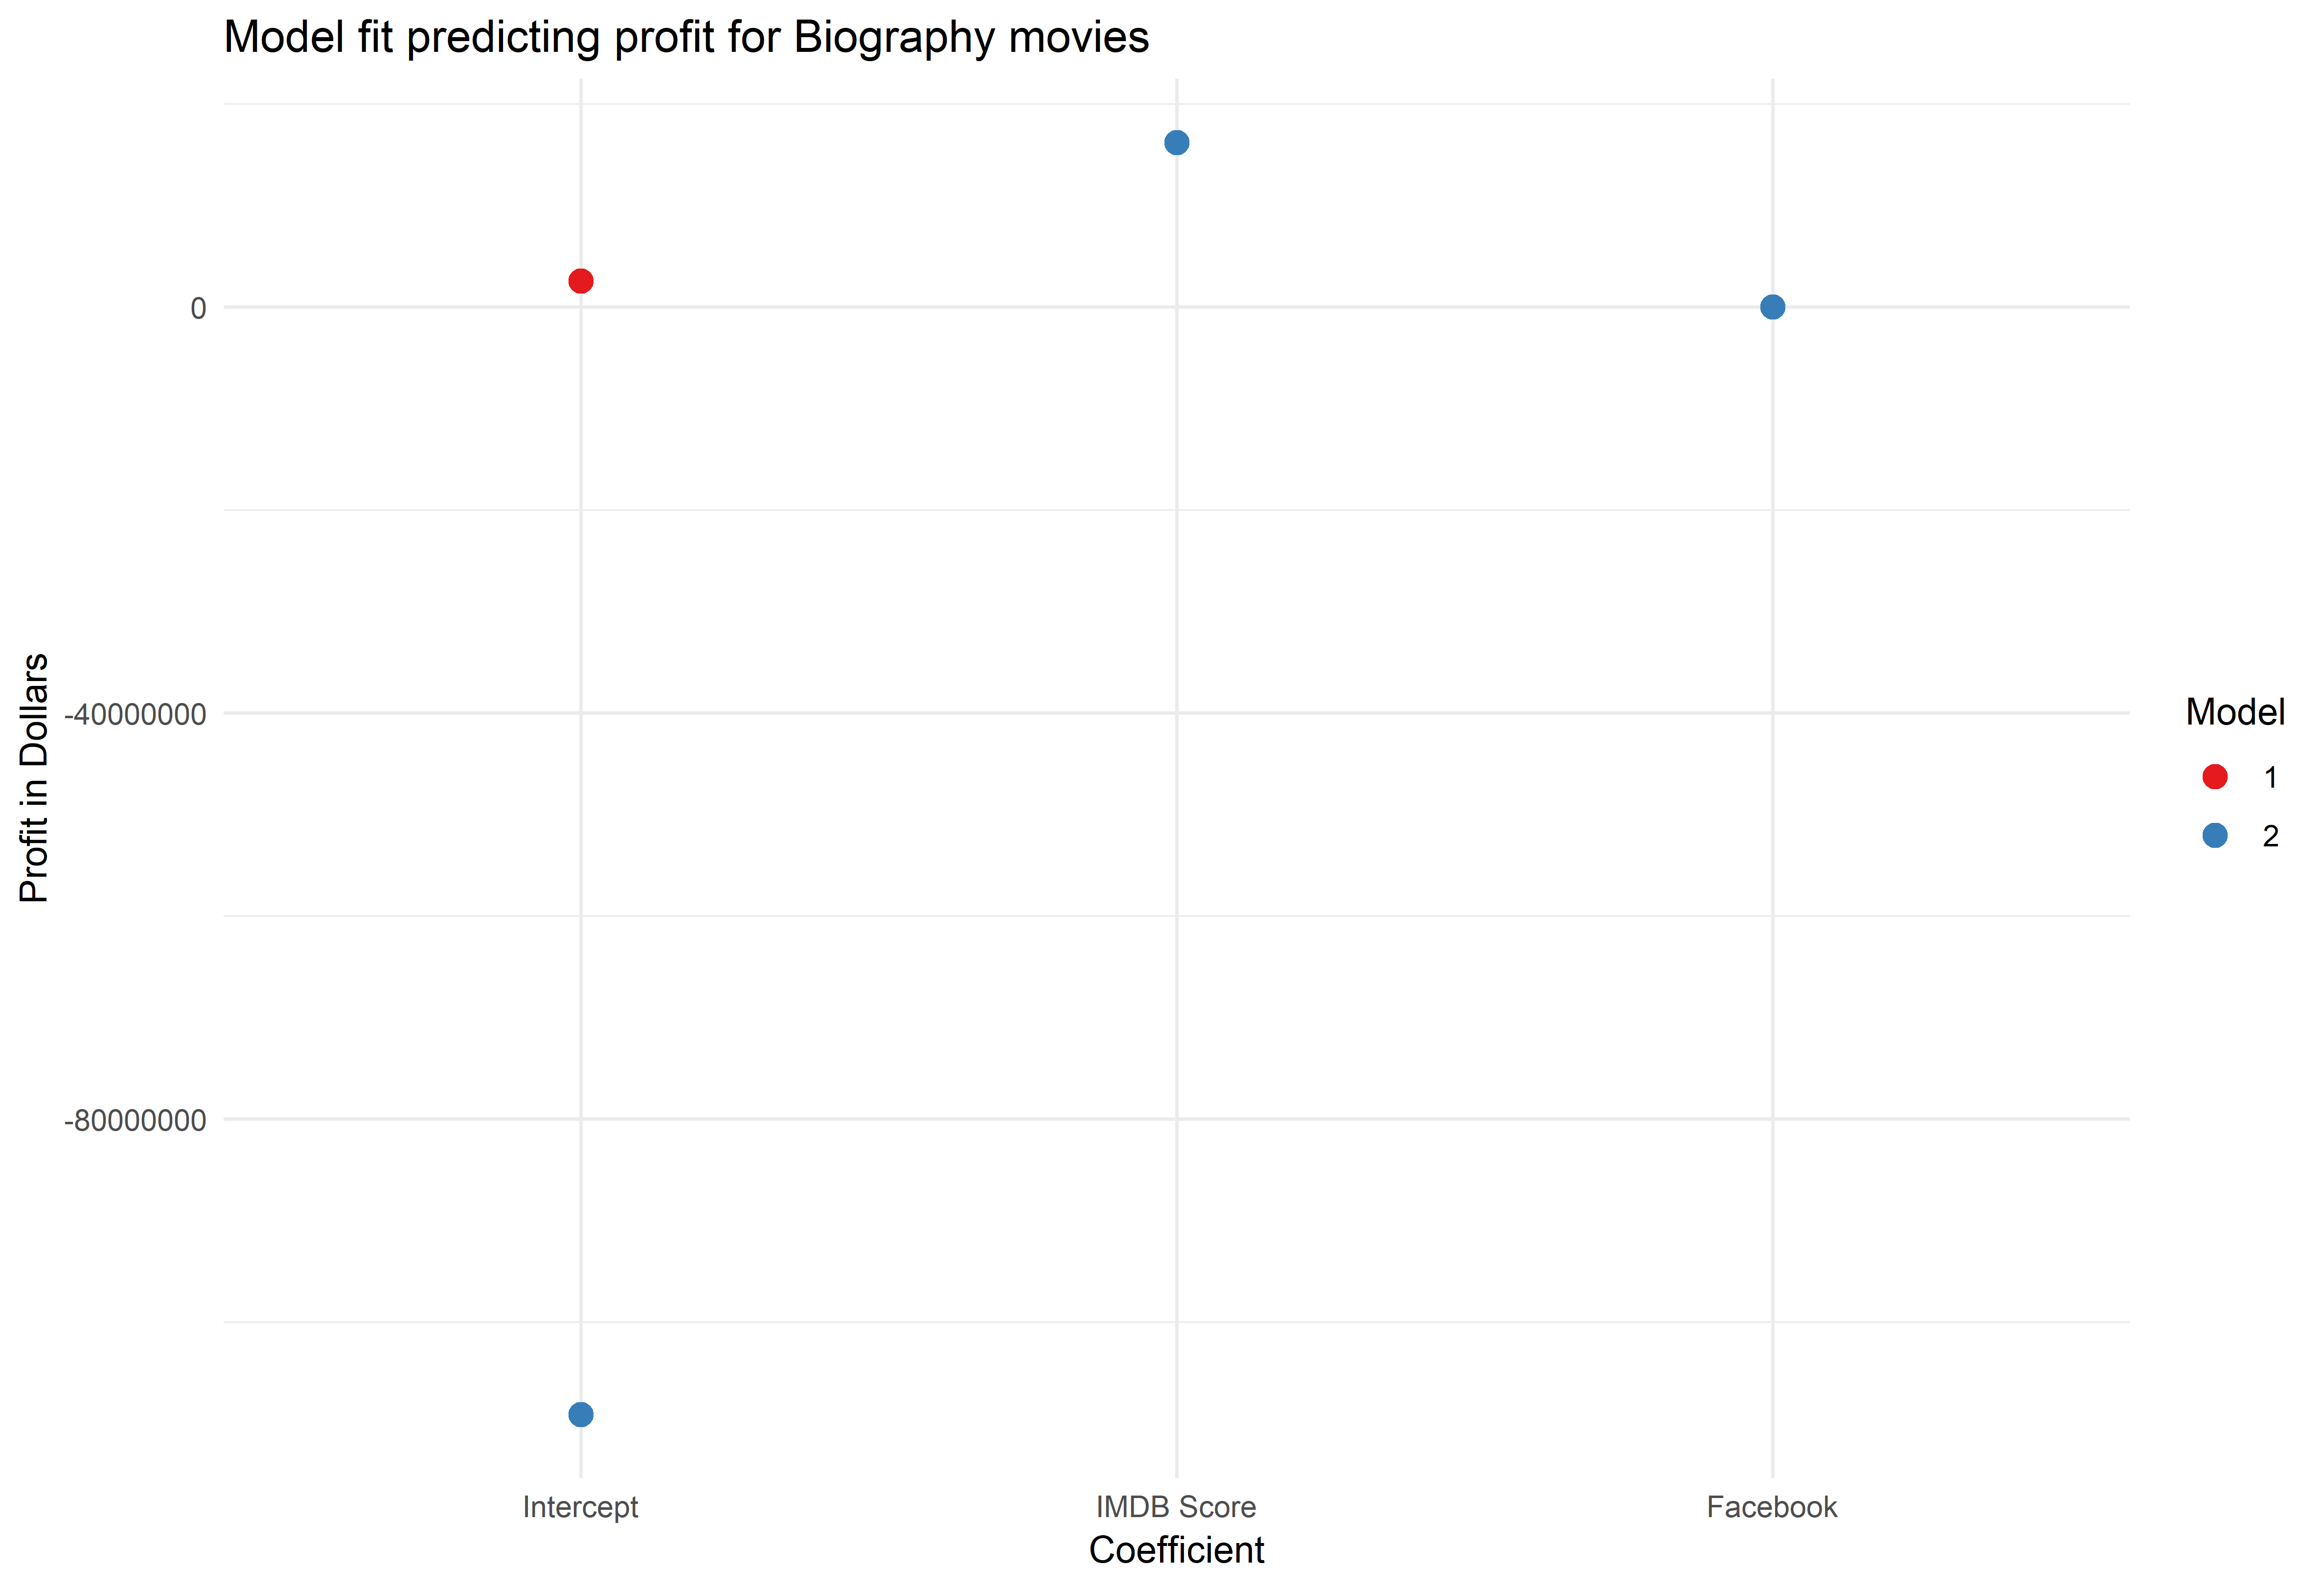 Model fit predicting profit for Biography movies
Profit in Dollars
0
-40000000
-80000000
Intercept
IMDB Score
Facebook
Coefficient
Model
1
2